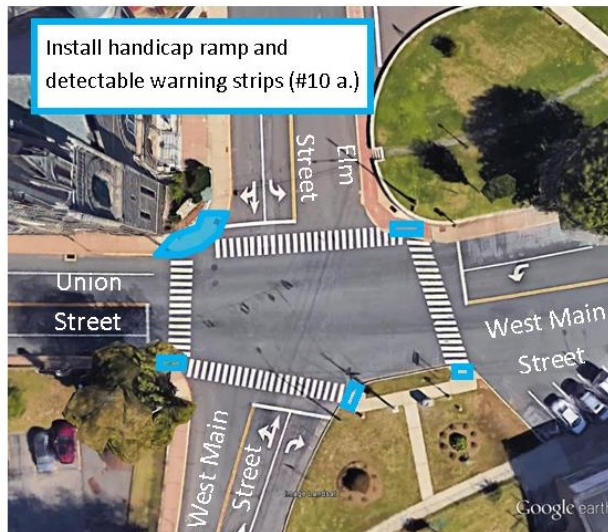 Install handicap ramp and
detectable warning strips (#10 a.)
Street
Elm
Union
Street
West Main
Street
West Main
Street
Google earth